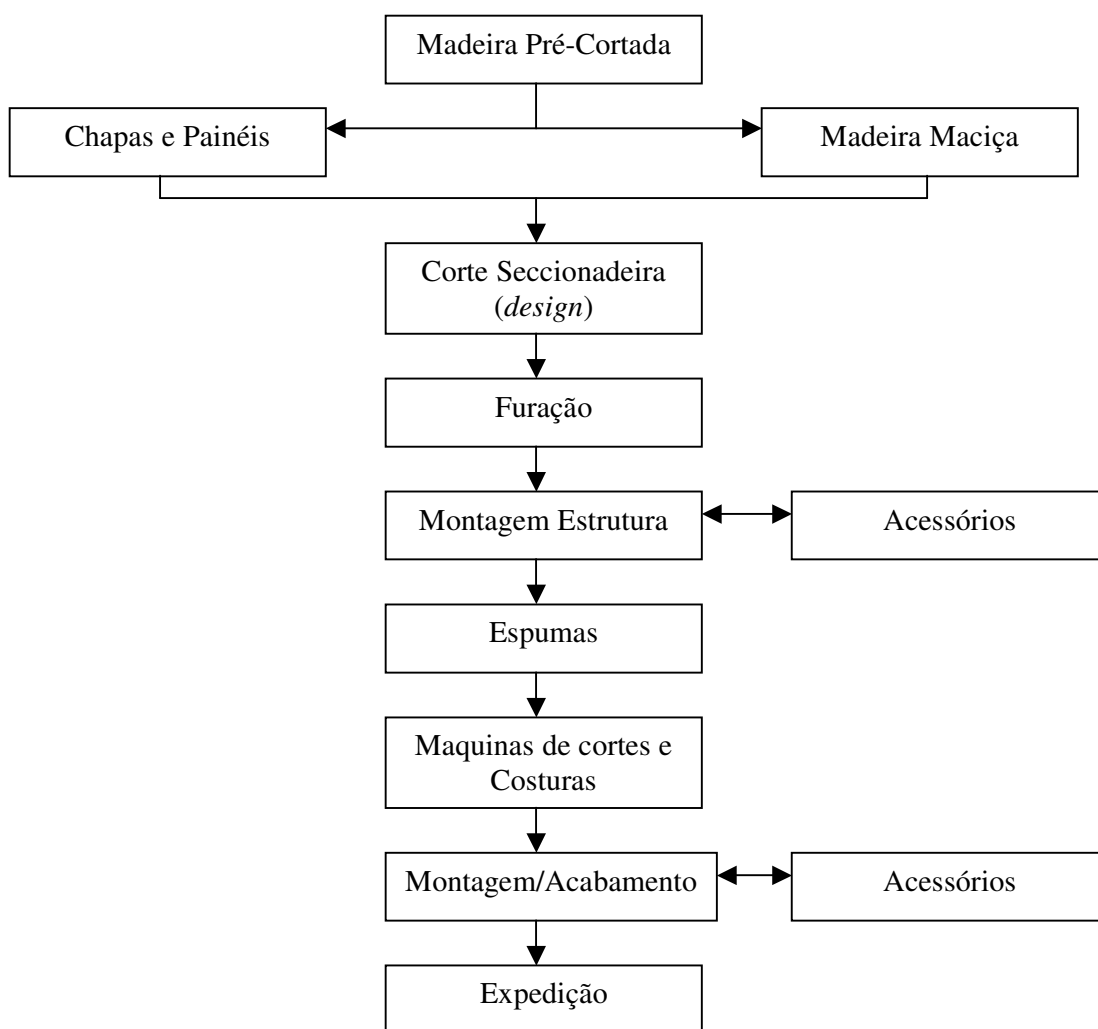 Madeira Pré-Cortada
Chapas e Painéis
Madeira Maciça
Corte Seccionadeira
(design)
Furação
Montagem Estrutura
Acessórios
Espumas
Maquinas de cortes e
Costuras
Montagem/Acabamento
Acessórios
Expedição